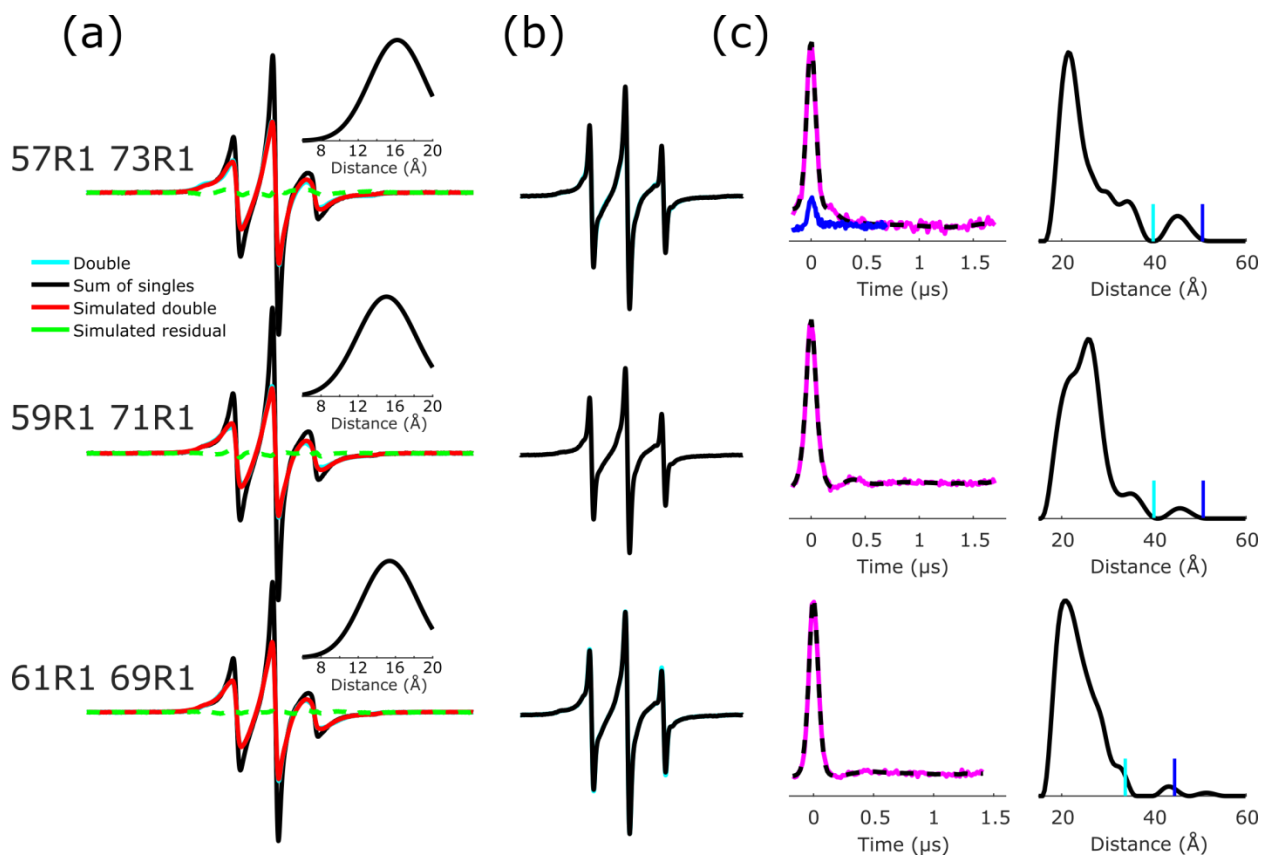 (a)
(b)
(c)
57R1 73R1
8 12 16 20
Distance (Å)
0 0.5 1 1.5
Time (µs)
20 40 60
Distance (Å)
Double
Sum of singles
Simulated double
Simulated residual
59R1 71R1
8 12 16 20
Distance (Å)
0 0.5 1 1.5
Time (µs)
20 40 60
Distance (Å)
61R1 69R1
8 12 16 20
Distance (Å)
0 0.5 1 1.5
Time (µs)
20 40 60
Distance (Å)